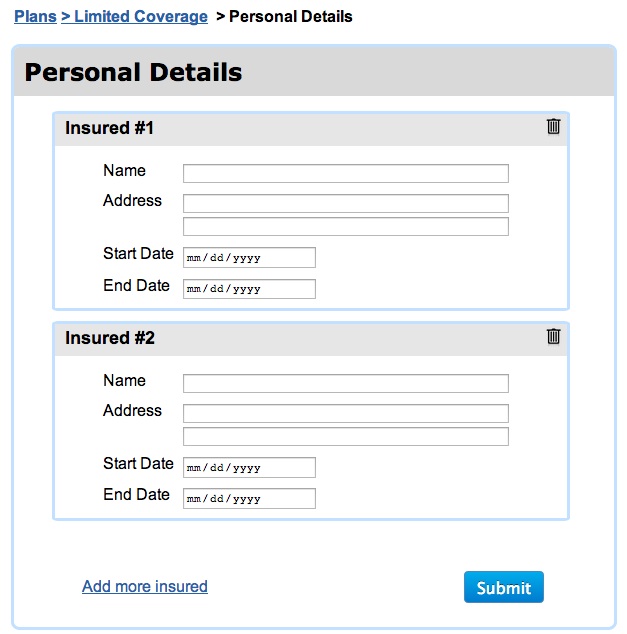 Plans > Limited Coverage > Personal Details
Personal Details
Insured #1
Name
Address
Start Date mm/dd/yyyy
End Date mm/dd/yyyy
Insured #2
Name
Address
Start Date mm/dd/yyyy
End Date mm/dd/yyyy
Add more insured Submit